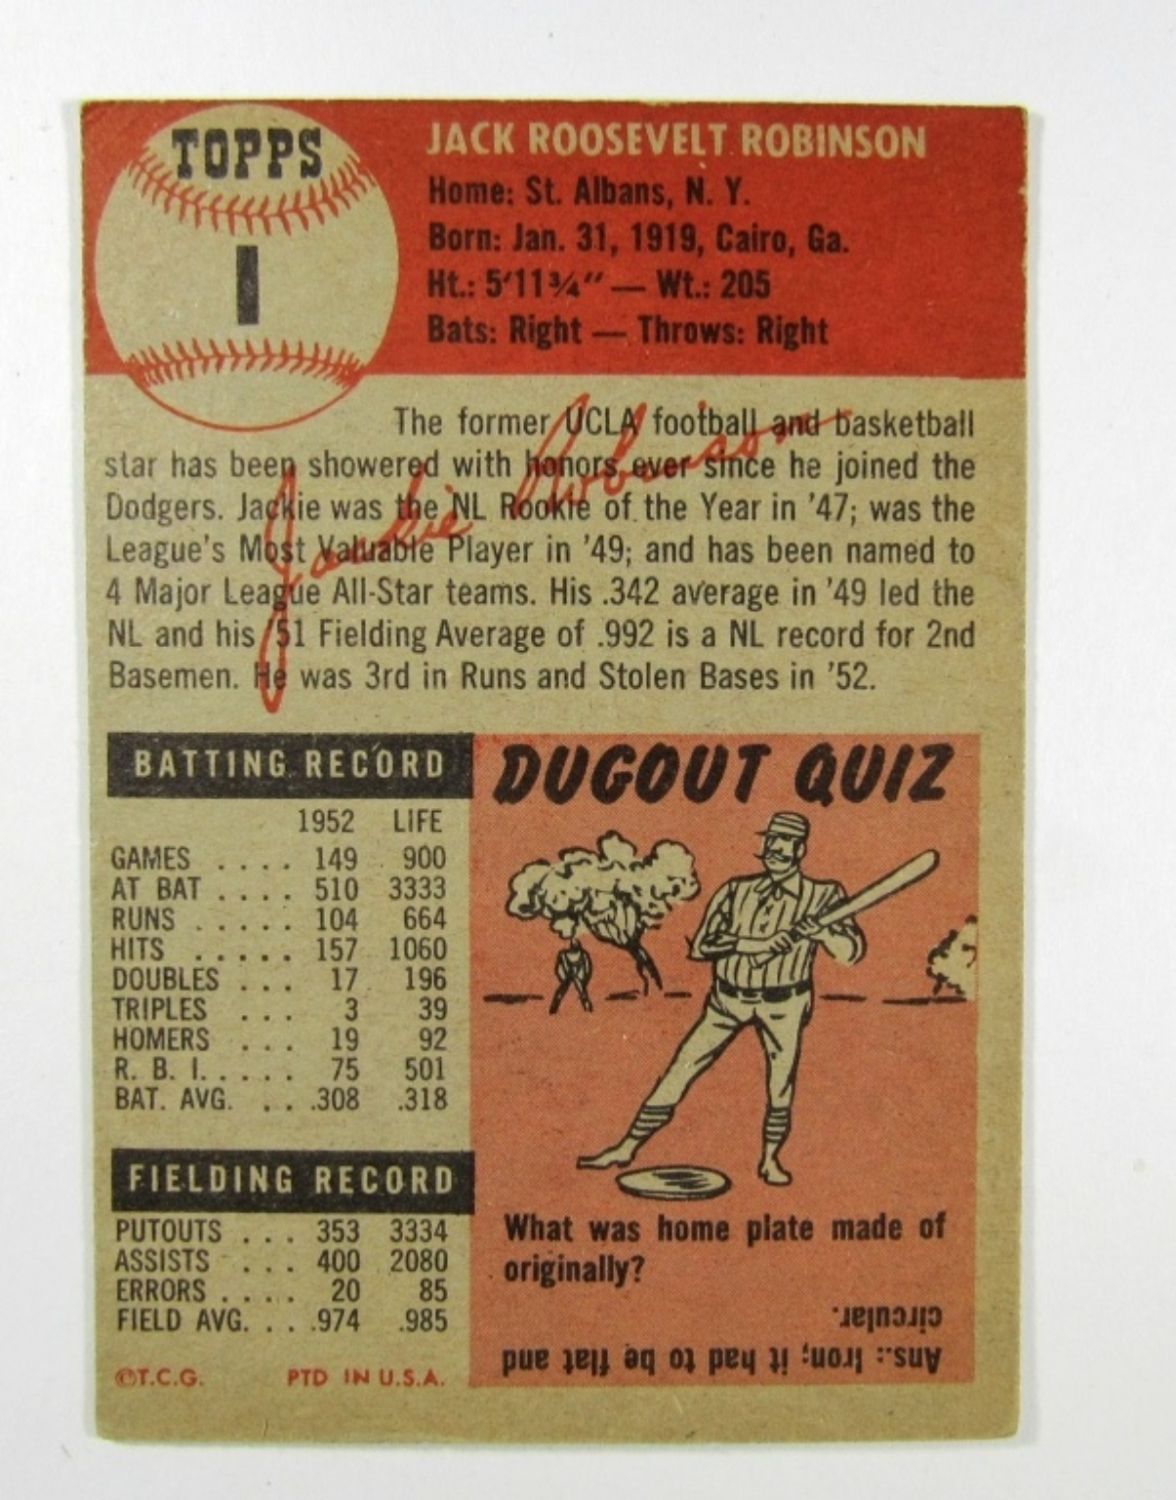 TOPPS
1
JACK ROOSEVELT ROBINSON
Home: St. Albans, N. Y.
Born: Jan. 31, 1919, Cairo, Ga.
Ht.: 5'11¾" — Wt.: 205
Bats: Right — Throws: Right
The former UCLA football and basketball
star has been showered with honors ever since he joined the
Dodgers. Jackie was the NL Rookie of the Year in '47; was the
League's Most Valuable Player in '49; and has been named to
4 Major League All-Star teams. His .342 average in '49 led the
NL and his '51 Fielding Average of .992 is a NL record for 2nd
Basemen. He was 3rd in Runs and Stolen Bases in '52.
Jackie Robinson
BATTING RECORD
1952 LIFE
GAMES . . . . 149 900
AT BAT . . . . 510 3333
RUNS . . . . . 104 664
HITS . . . . . 157 1060
DOUBLES . . . 17 196
TRIPLES . . . 3 39
HOMERS . . . 19 92
R. B. I. . . . . . 75 501
BAT. AVG. . . . .308 .318
FIELDING RECORD
PUTOUTS . . . 353 3334
ASSISTS . . . 400 2080
ERRORS . . . . 20 85
FIELD AVG. . . . .974 .985
©T.C.G. PTD IN U.S.A.
DUGOUT QUIZ
What was home plate made of
originally?
Ans.: Iron; it had to be flat and
circular.